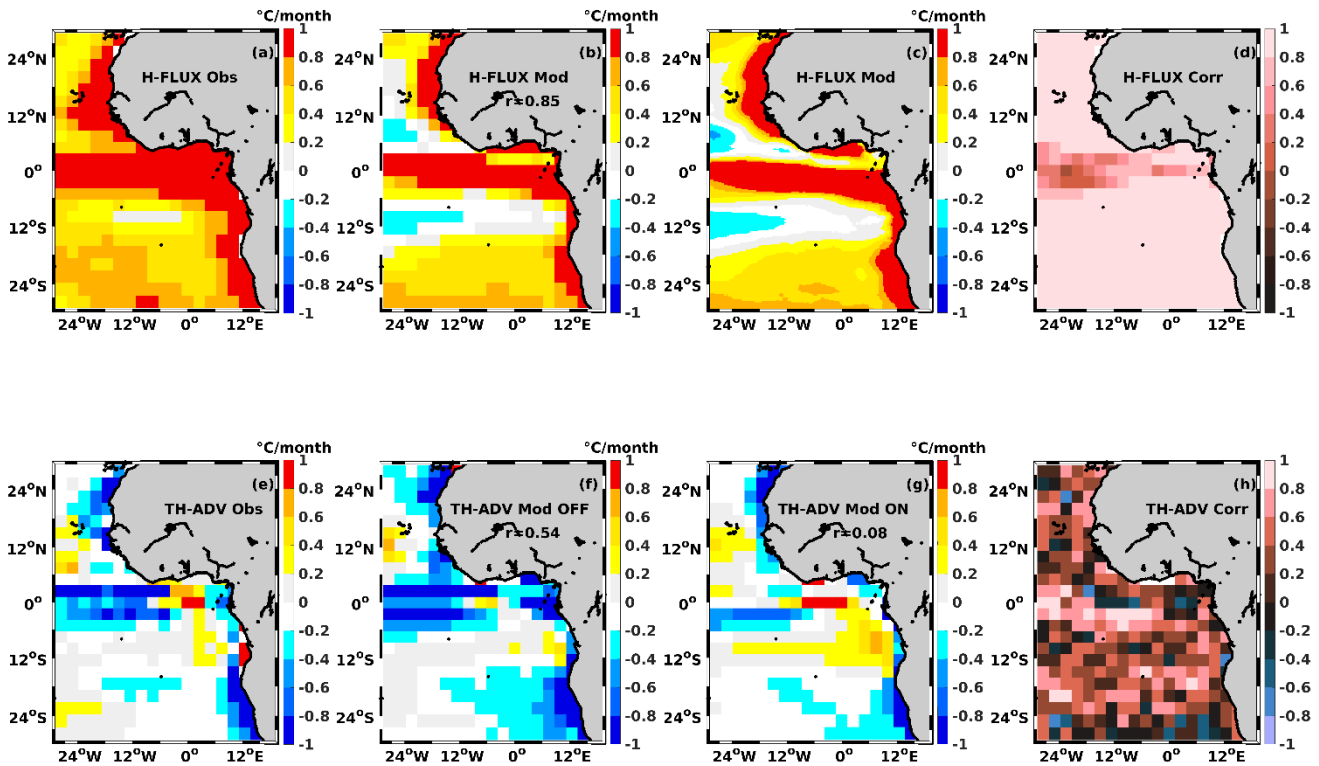 °C/month
(a)
H-FLUX Obs
24°N
12°N
0°
12°S
24°S
24°W 12°W 0° 12°E
1
0.8
0.6
0.4
0.2
0
-0.2
-0.4
-0.6
-0.8
-1
°C/month
(b)
H-FLUX Mod
r=0.85
24°N
12°N
0°
12°S
24°S
24°W 12°W 0° 12°E
1
0.8
0.6
0.4
0.2
0
-0.2
-0.4
-0.6
-0.8
-1
°C/month
(c)
H-FLUX Mod
24°N
12°N
0°
12°S
24°S
24°W 12°W 0° 12°E
1
0.8
0.6
0.4
0.2
0
-0.2
-0.4
-0.6
-0.8
-1
(d)
H-FLUX Corr
24°N
12°N
0°
12°S
24°S
24°W 12°W 0° 12°E
1
0.8
0.6
0.4
0.2
0
-0.2
-0.4
-0.6
-0.8
-1
°C/month
(e)
TH-ADV Obs
24°N
12°N
0°
12°S
24°S
24°W 12°W 0° 12°E
1
0.8
0.6
0.4
0.2
0
-0.2
-0.4
-0.6
-0.8
-1
°C/month
(f)
TH-ADV Mod OFF
r=0.54
24°N
12°N
0°
12°S
24°S
24°W 12°W 0° 12°E
1
0.8
0.6
0.4
0.2
0
-0.2
-0.4
-0.6
-0.8
-1
°C/month
(g)
TH-ADV Mod ON
r=0.08
24°N
12°N
0°
12°S
24°S
24°W 12°W 0° 12°E
1
0.8
0.6
0.4
0.2
0
-0.2
-0.4
-0.6
-0.8
-1
(h)
TH-ADV Corr
24°N
12°N
0°
12°S
24°S
24°W 12°W 0° 12°E
1
0.8
0.6
0.4
0.2
0
-0.2
-0.4
-0.6
-0.8
-1